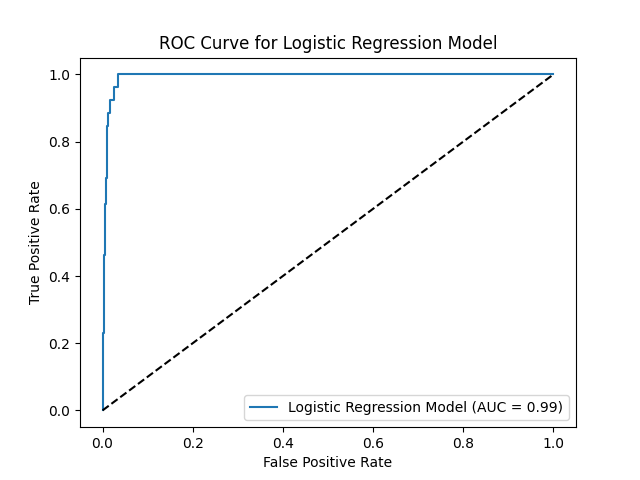 ROC Curve for Logistic Regression Model
1.0
0.8
0.6
0.4
0.2
0.0
True Positive Rate
Logistic Regression Model (AUC = 0.99)
0.0 0.2 0.4 0.6 0.8 1.0
False Positive Rate